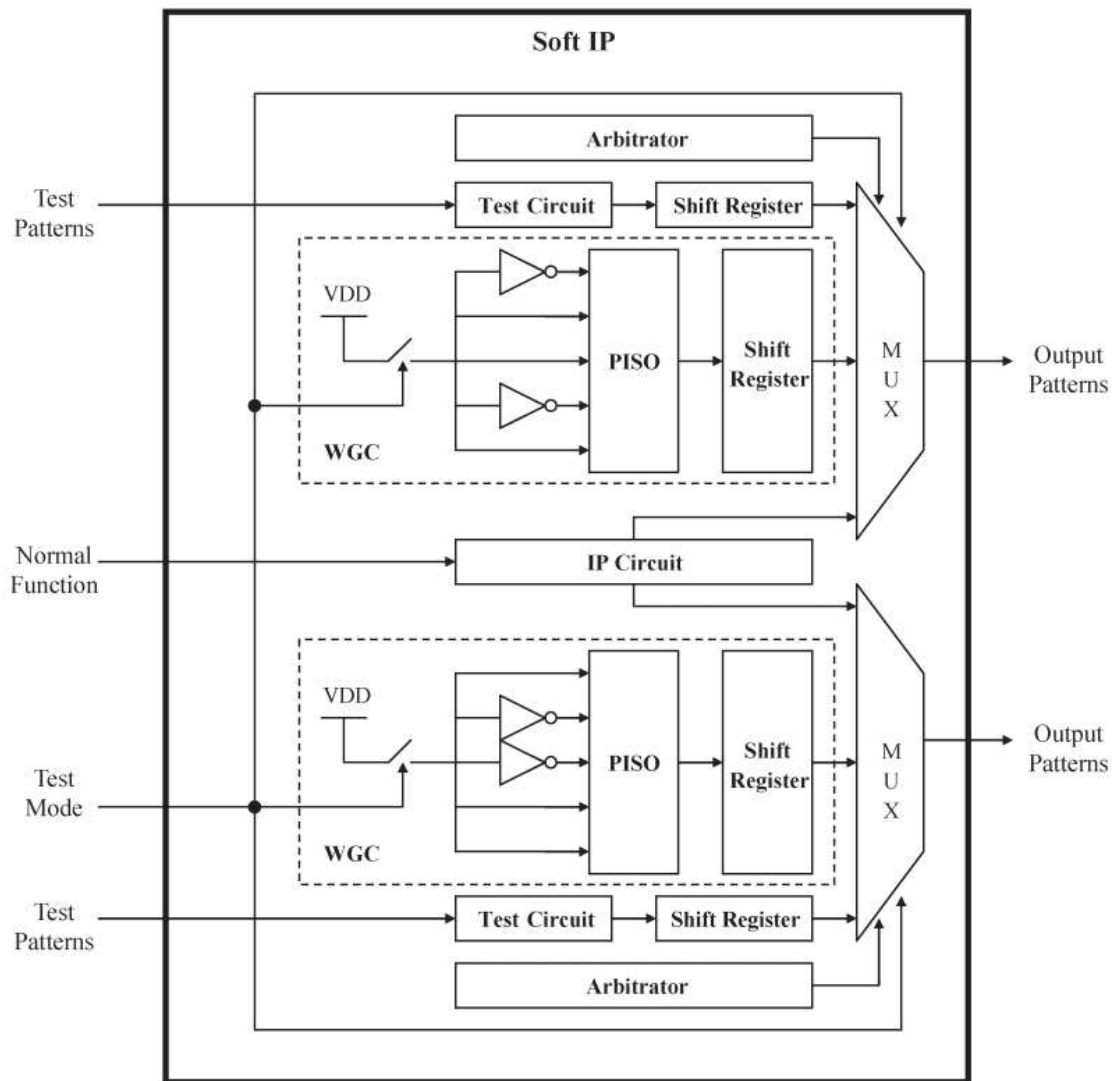 Soft IP
Arbitrator
Test
Patterns
Test Circuit
Shift Register
VDD
PISO
Shift
Register
WGC
M
U
X
Output
Patterns
Normal
Function
IP Circuit
VDD
PISO
Shift
Register
WGC
M
U
X
Output
Patterns
Test
Mode
Test
Patterns
Test Circuit
Shift Register
Arbitrator